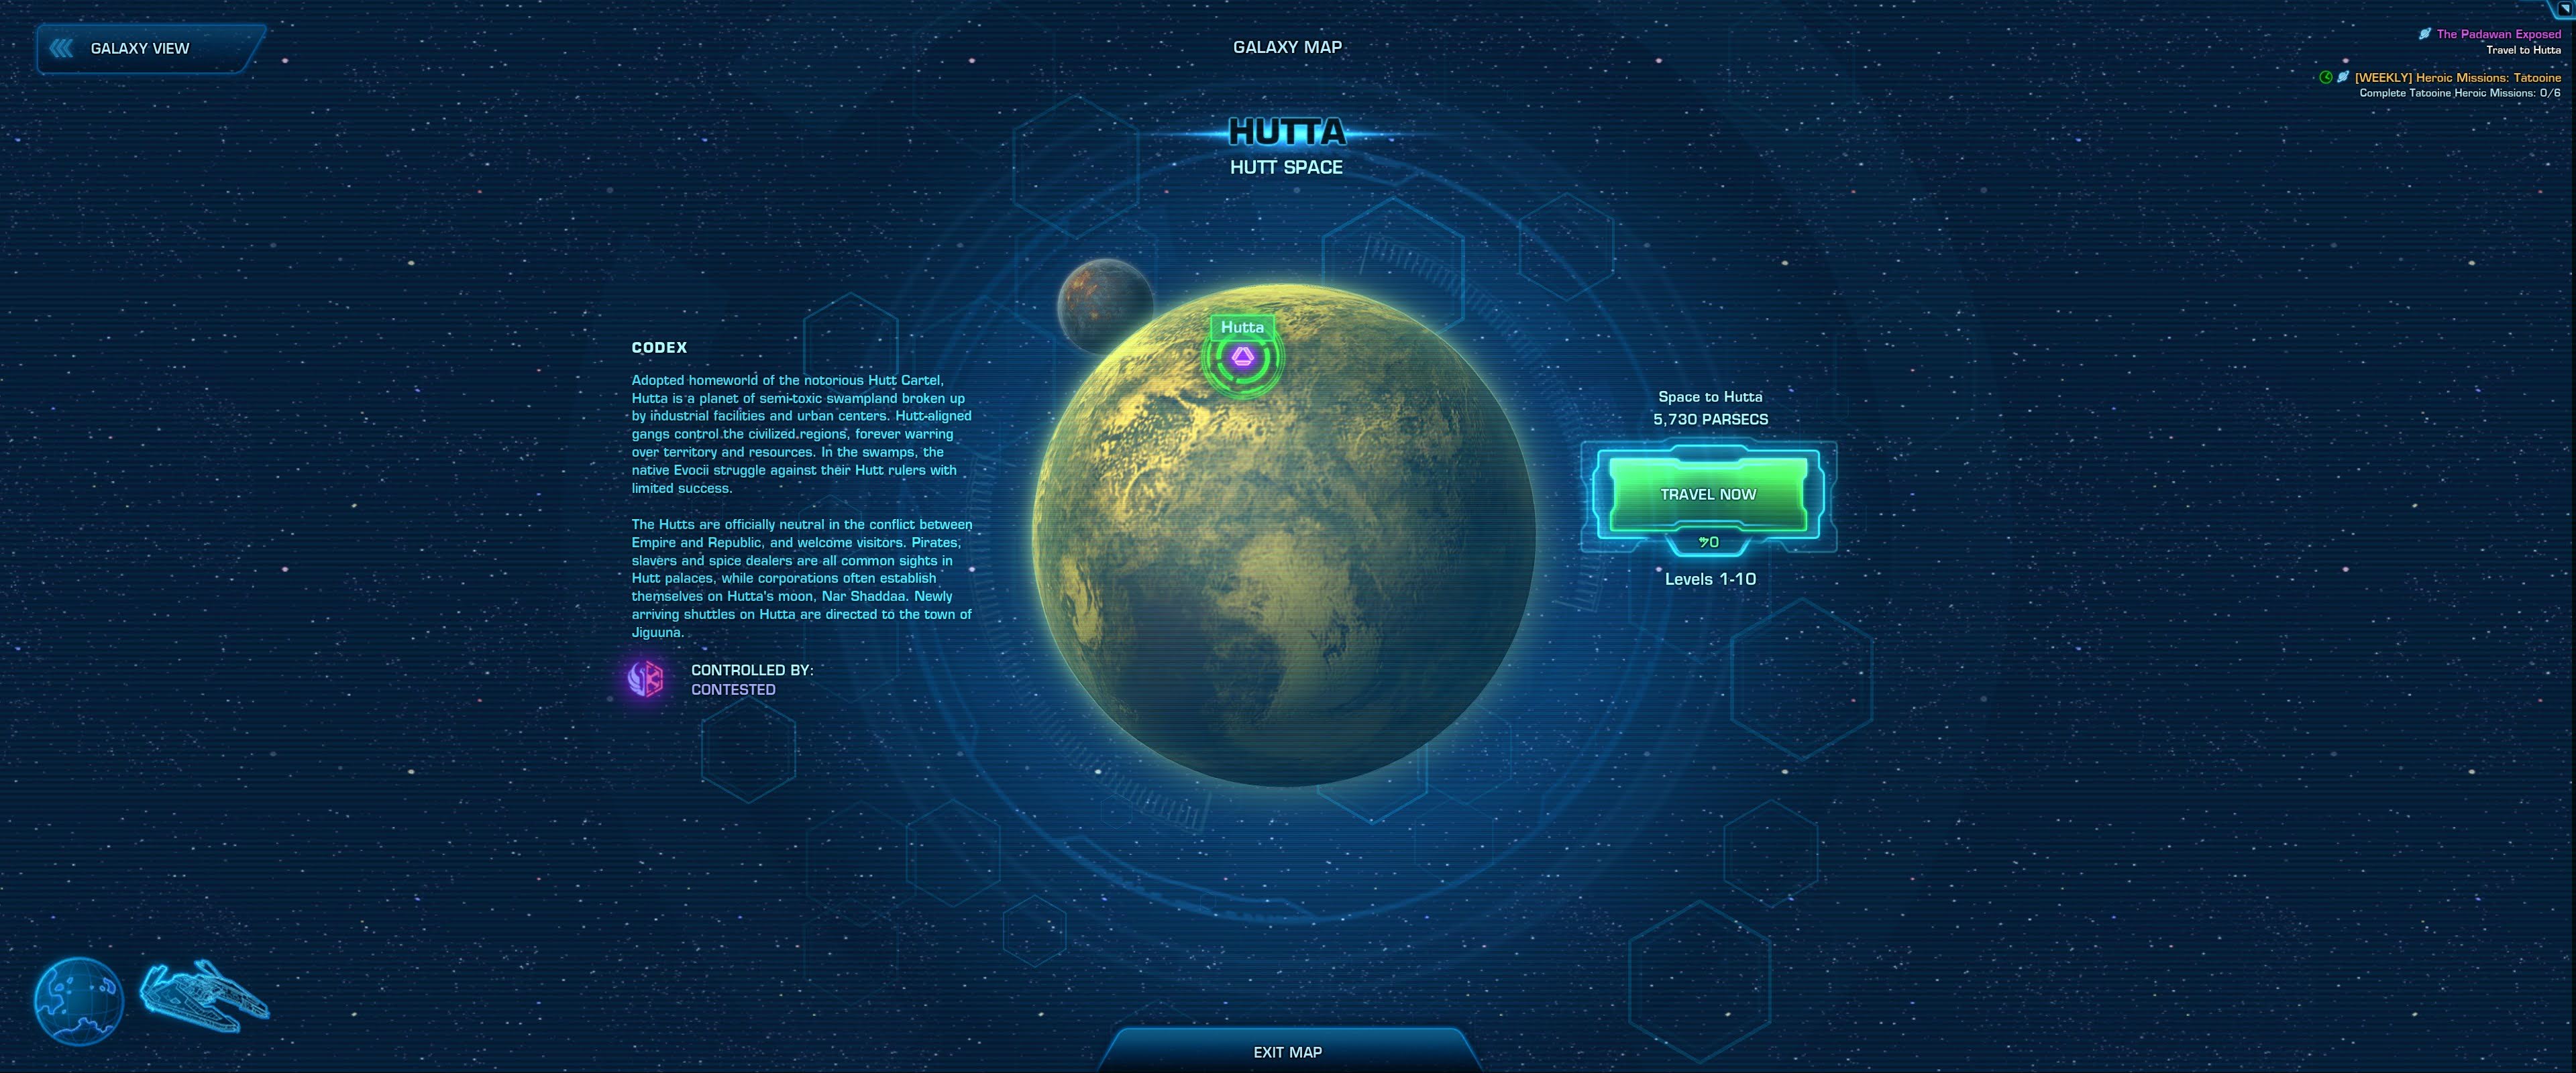 GALAXY VIEW
GALAXY MAP
The Padawan Exposed
Travel to Hutta
[WEEKLY] Heroic Missions: Tatooine
Complete Tatooine Heroic Missions: 0/6
HUTTA
HUTT SPACE
Hutta
CODEX
Adopted homeworld of the notorious Hutt Cartel,
Hutta is a planet of semi-toxic swampland broken up
by industrial facilities and urban centers. Hutt-aligned
gangs control the civilized regions, forever warring
over territory and resources. In the swamps, the
native Evocii struggle against their Hutt rulers with
limited success.
The Hutts are officially neutral in the conflict between
Empire and Republic, and welcome visitors. Pirates,
slavers and spice dealers are all common sights in
Hutt palaces, while corporations often establish
themselves on Hutta's moon, Nar Shaddaa. Newly
arriving shuttles on Hutta are directed to the town of
Jiguuna.
CONTROLLED BY:
CONTESTED
Space to Hutta
5,730 PARSECS
TRAVEL NOW
0
Levels 1-10
EXIT MAP